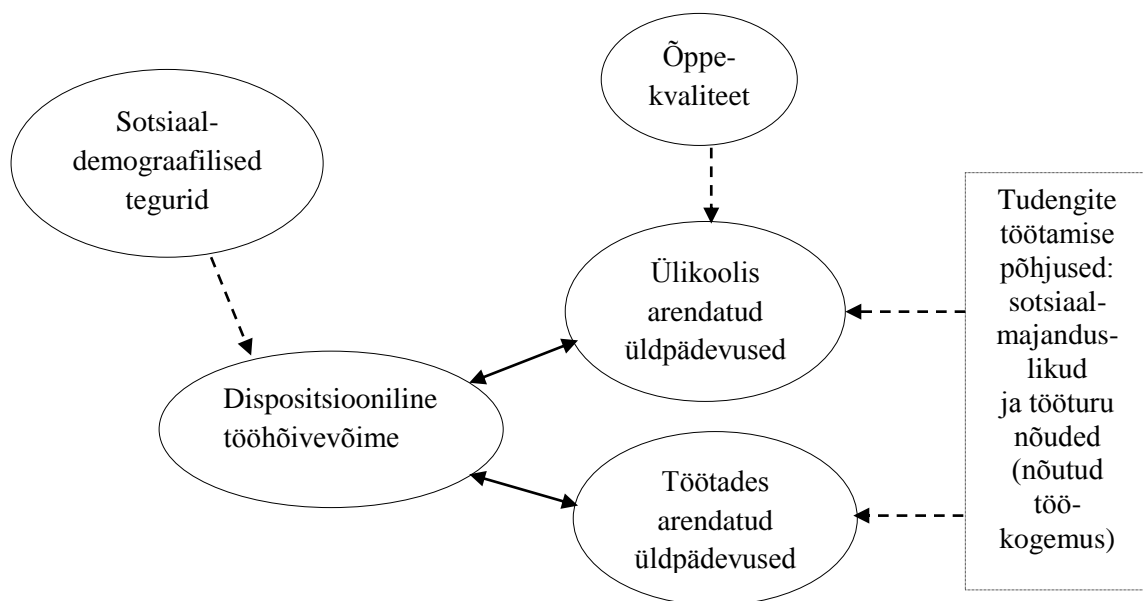 Õppe-
kvaliteet
Sotsiaal-
demograafilised
tegurid
Tudengite
töötamise
põhjused:
sotsiaal-
majandus-
likud
ja tööturu
nõuded
(nõutud
töö-
kogemus)
Ülikoolis
arendatud
üldpädevused
Dispositsiooniline
tööhõivevõime
Töötades
arendatud
üldpädevused